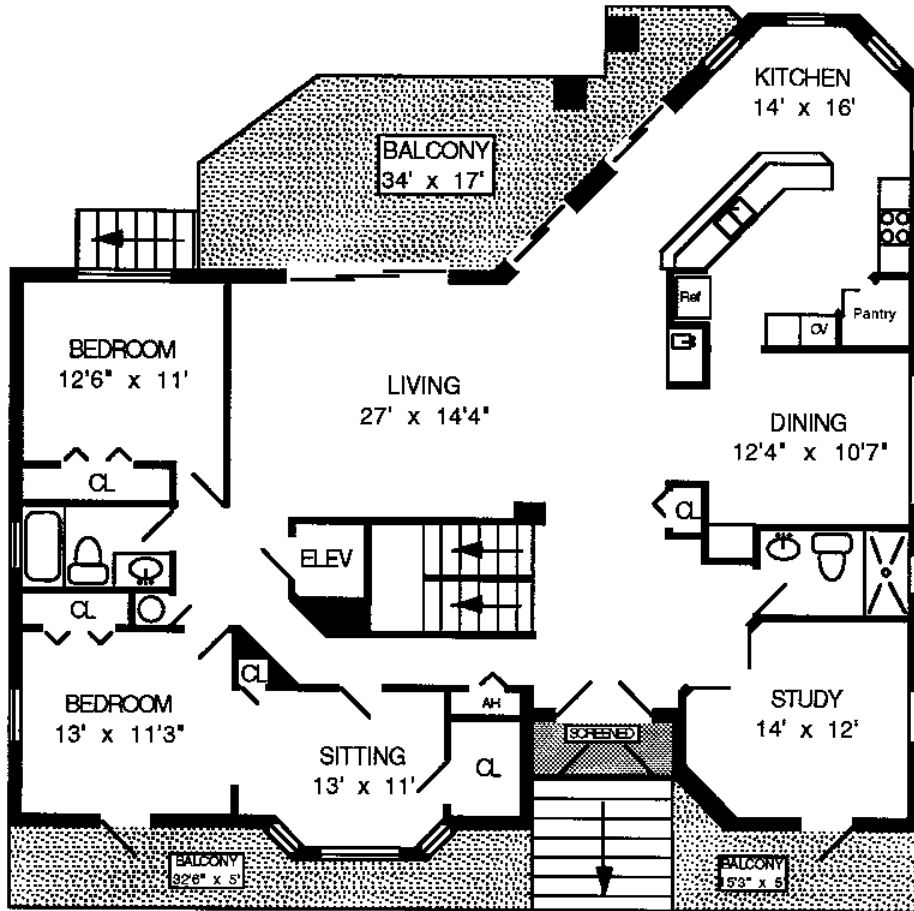 KITCHEN
14' x 16'
BALCONY
34' x 17'
Ref
Pantry
OV
BEDROOM
12'6" x 11'
LIVING
27' x 14'4"
DINING
12'4" x 10'7"
CL
CL
ELEV
CL
CL
BEDROOM
13' x 11'3"
AH
STUDY
14' x 12'
SCREENED
SITTING
13' x 11'
CL
BALCONY
32'6" x 5'
BALCONY
15'3" x 5